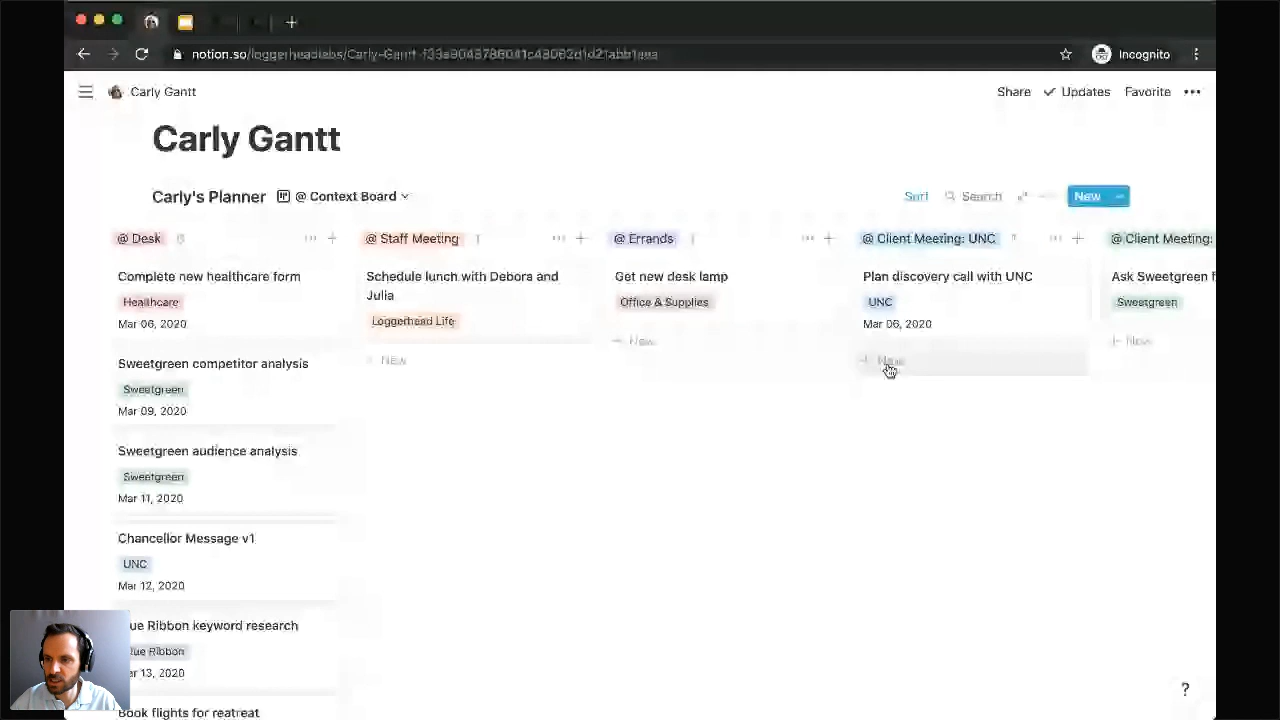 notion.so/loggerheadlabs/Carly-Gantt
Incognito
Carly Gantt
Share
Updates
Favorite
Carly Gantt
Carly's Planner
@ Context Board
Sort
Search
New
@ Desk
@ Staff Meeting
@ Errands
@ Client Meeting: UNC
@ Client Meeting:
Complete new healthcare form
Healthcare
Mar 06, 2020
Sweetgreen competitor analysis
Sweetgreen
Mar 09, 2020
Sweetgreen audience analysis
Sweetgreen
Mar 11, 2020
Chancellor Message v1
UNC
Mar 12, 2020
ue Ribbon keyword research
ue Ribbon
r 13, 2020
Book flights for reatreat
Schedule lunch with Debora and
Julia
Loggerhead Life
+ New
Get new desk lamp
Office & Supplies
+ New
Plan discovery call with UNC
UNC
Mar 06, 2020
+ New
Ask Sweetgreen
Sweetgreen
+ New
?